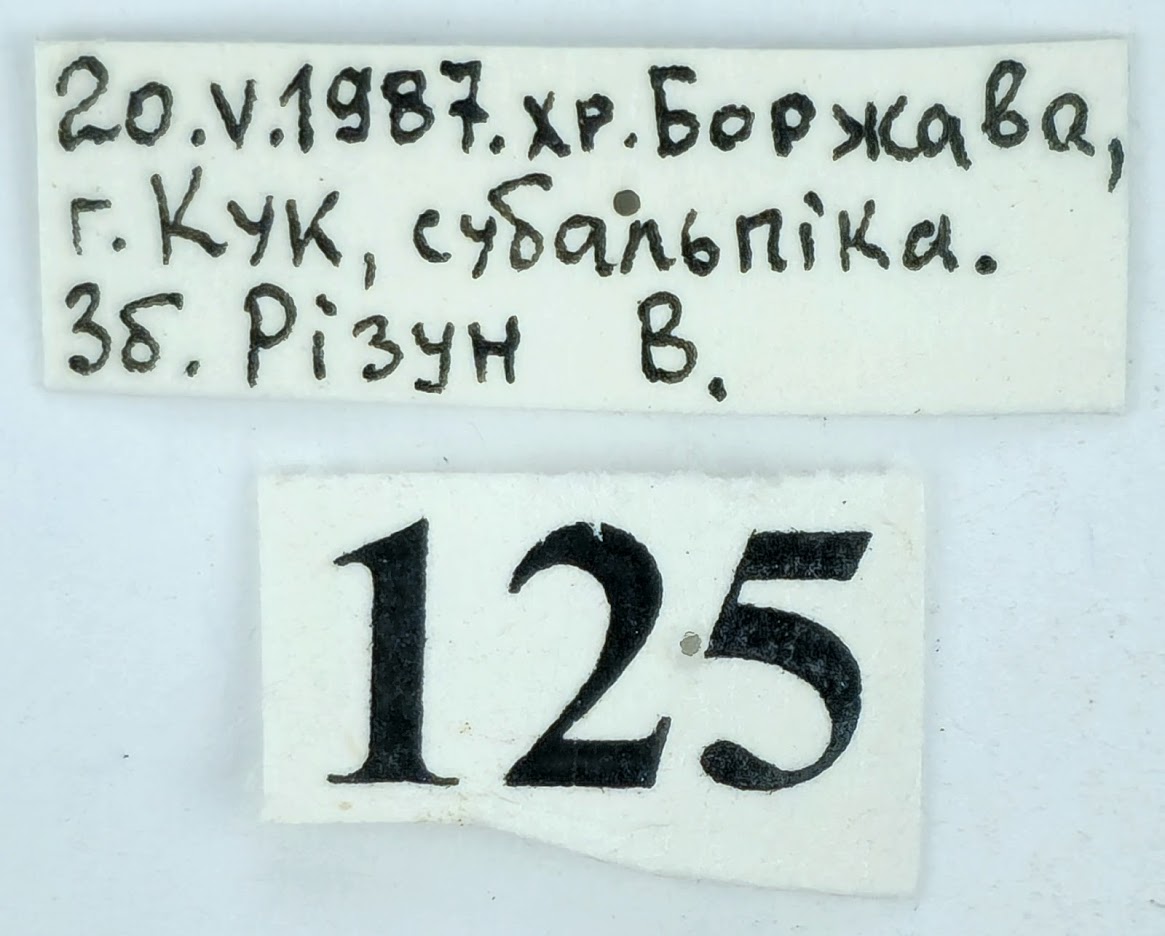 20.V.1987.хр.Боржава,
г. Кук, субальпіка.
Зб. Різун В.
125